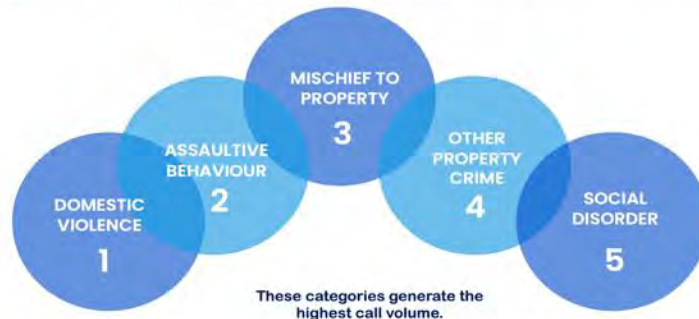 DOMESTIC
VIOLENCE
1
ASSAULTIVE
BEHAVIOUR
2
MISCHIEF TO
PROPERTY
3
OTHER
PROPERTY
CRIME
4
SOCIAL
DISORDER
5
These categories generate the
highest call volume.